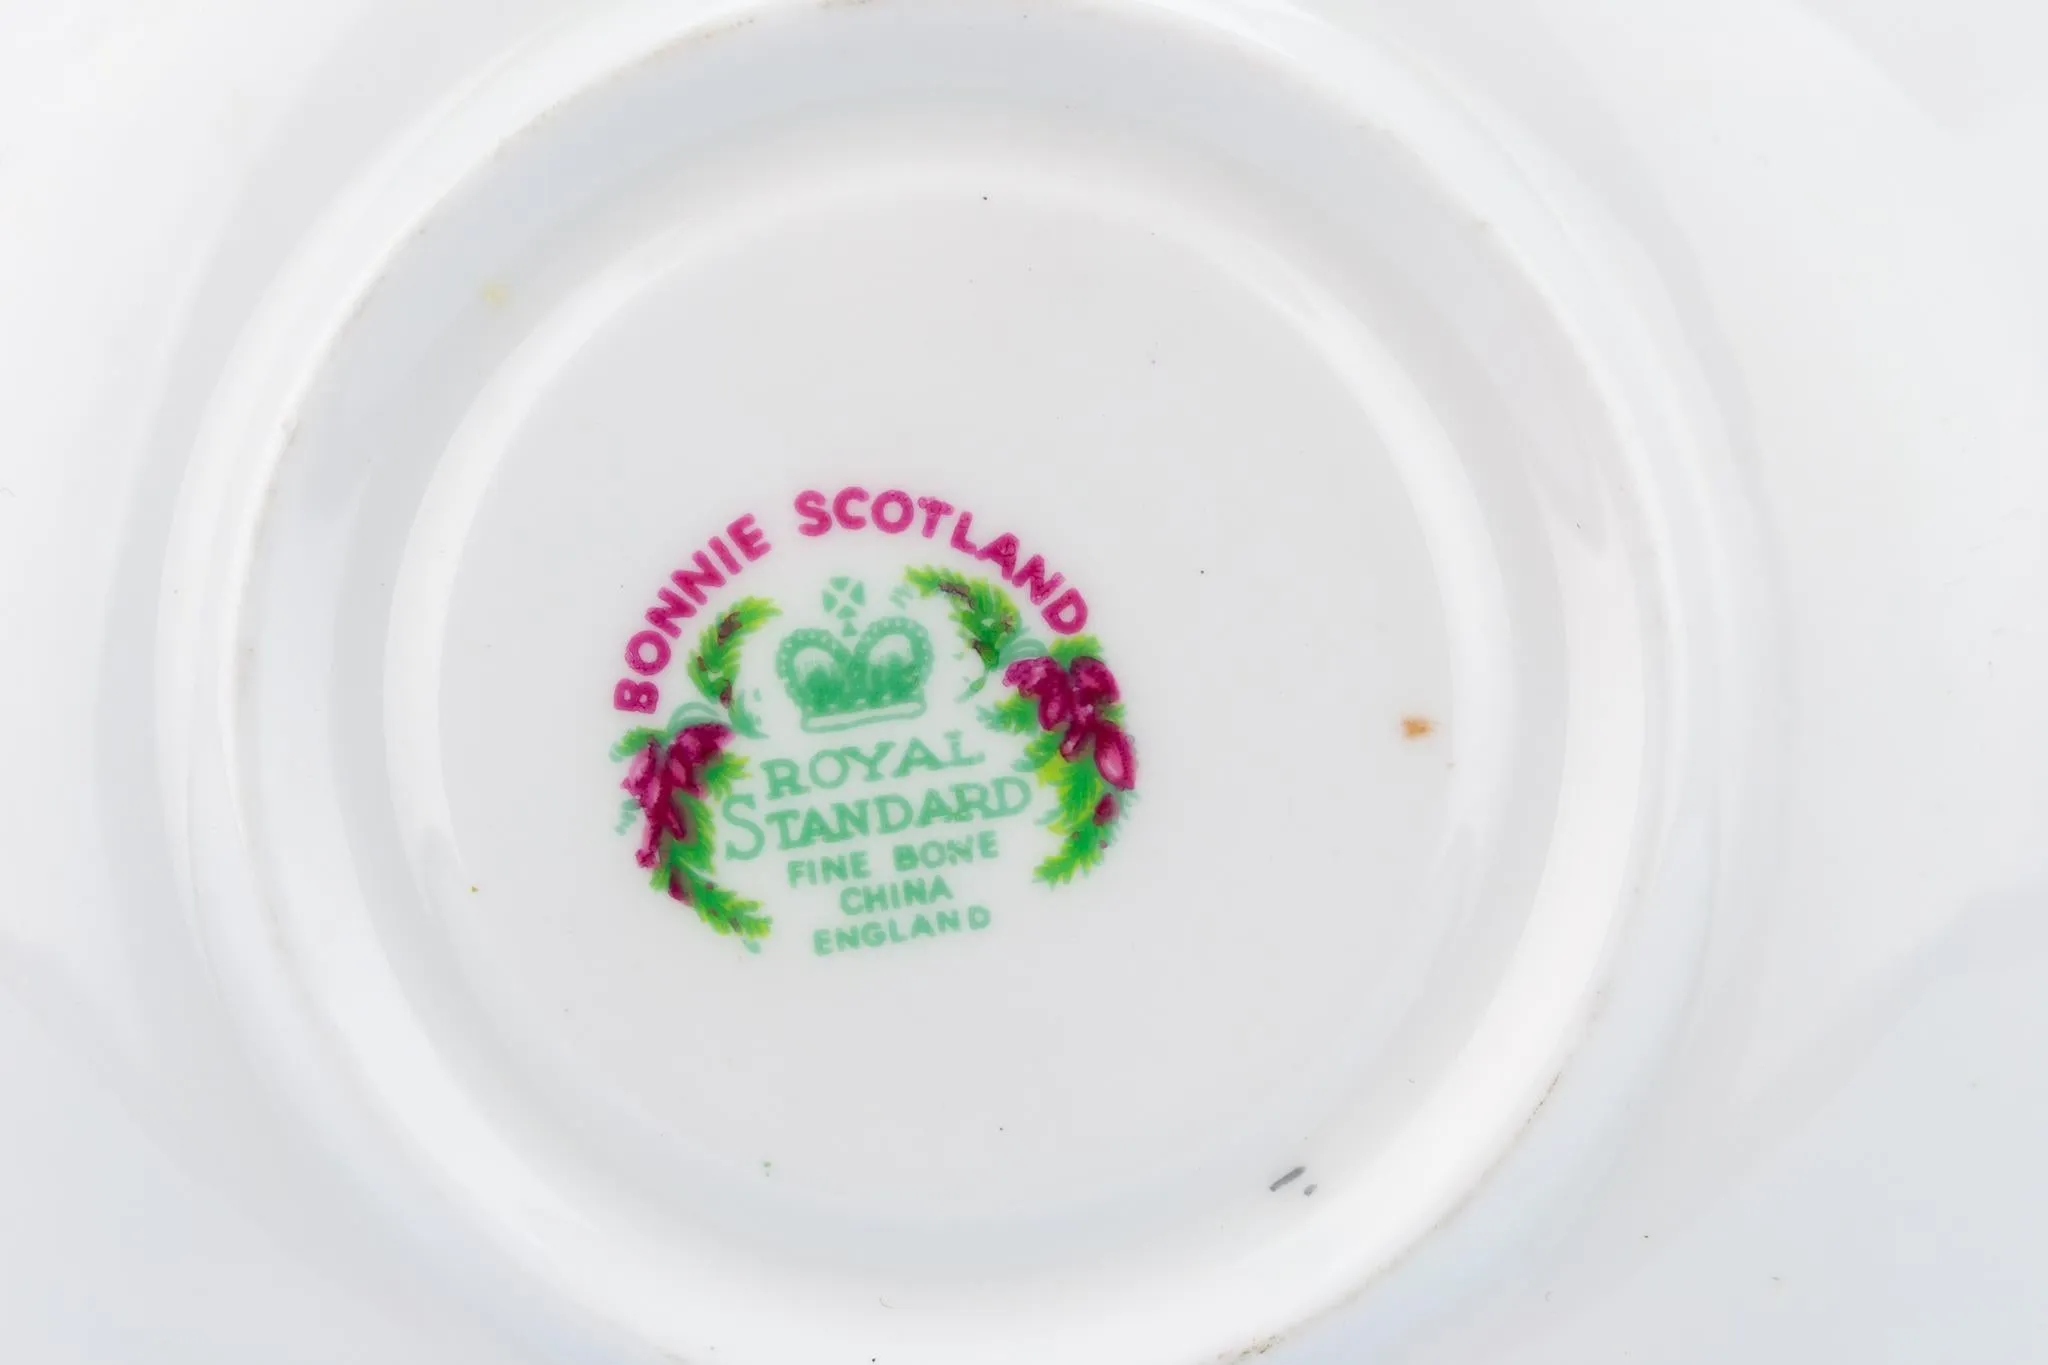 BONNIE SCOTLAND
ROYAL
STANDARD
FINE BONE
CHINA
ENGLAND